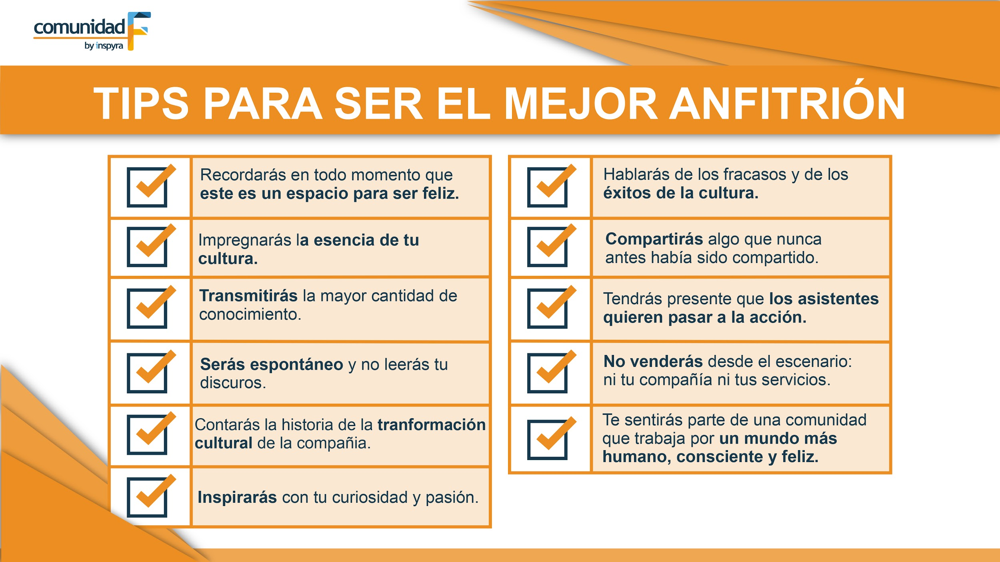 comunidad
by inspyra
TIPS PARA SER EL MEJOR ANFITRIÓN
Recordarás en todo momento que
este es un espacio para ser feliz.
Impregnarás la esencia de tu
cultura.
Transmitirás la mayor cantidad de
conocimiento.
Serás espontáneo y no leerás tu
discuros.
Contarás la historia de la tranformación
cultural de la compañia.
Inspirarás con tu curiosidad y pasión.
Hablarás de los fracasos y de los
éxitos de la cultura.
Compartirás algo que nunca
antes había sido compartido.
Tendrás presente que los asistentes
quieren pasar a la acción.
No venderás desde el escenario:
ni tu compañía ni tus servicios.
Te sentirás parte de una comunidad
que trabaja por un mundo más
humano, consciente y feliz.